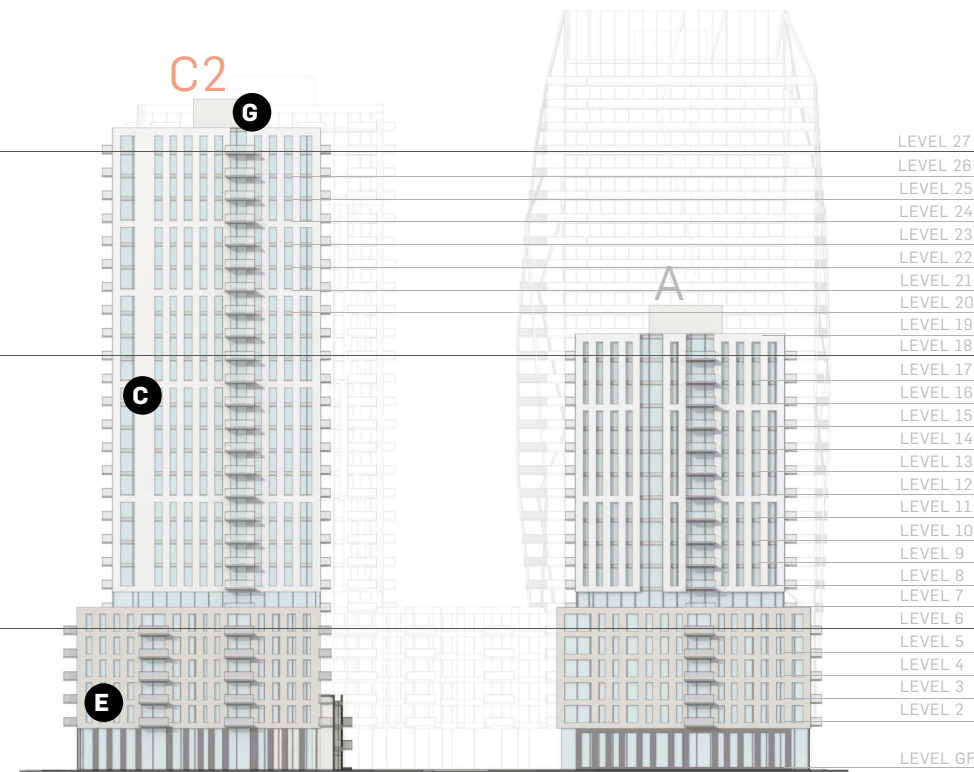 C2
G
LEVEL 27
LEVEL 26
LEVEL 25
LEVEL 24
LEVEL 23
LEVEL 22
LEVEL 21
A
LEVEL 20
LEVEL 19
LEVEL 18
LEVEL 17
C
LEVEL 16
LEVEL 15
LEVEL 14
LEVEL 13
LEVEL 12
LEVEL 11
LEVEL 10
LEVEL 9
LEVEL 8
LEVEL 7
LEVEL 6
LEVEL 5
LEVEL 4
LEVEL 3
E
LEVEL 2
LEVEL GF